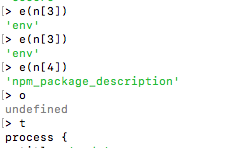 > e(n[3])
'env'
> e(n[3])
'env'
> e(n[4])
'npm_package_description'
> o
undefined
> t
process {